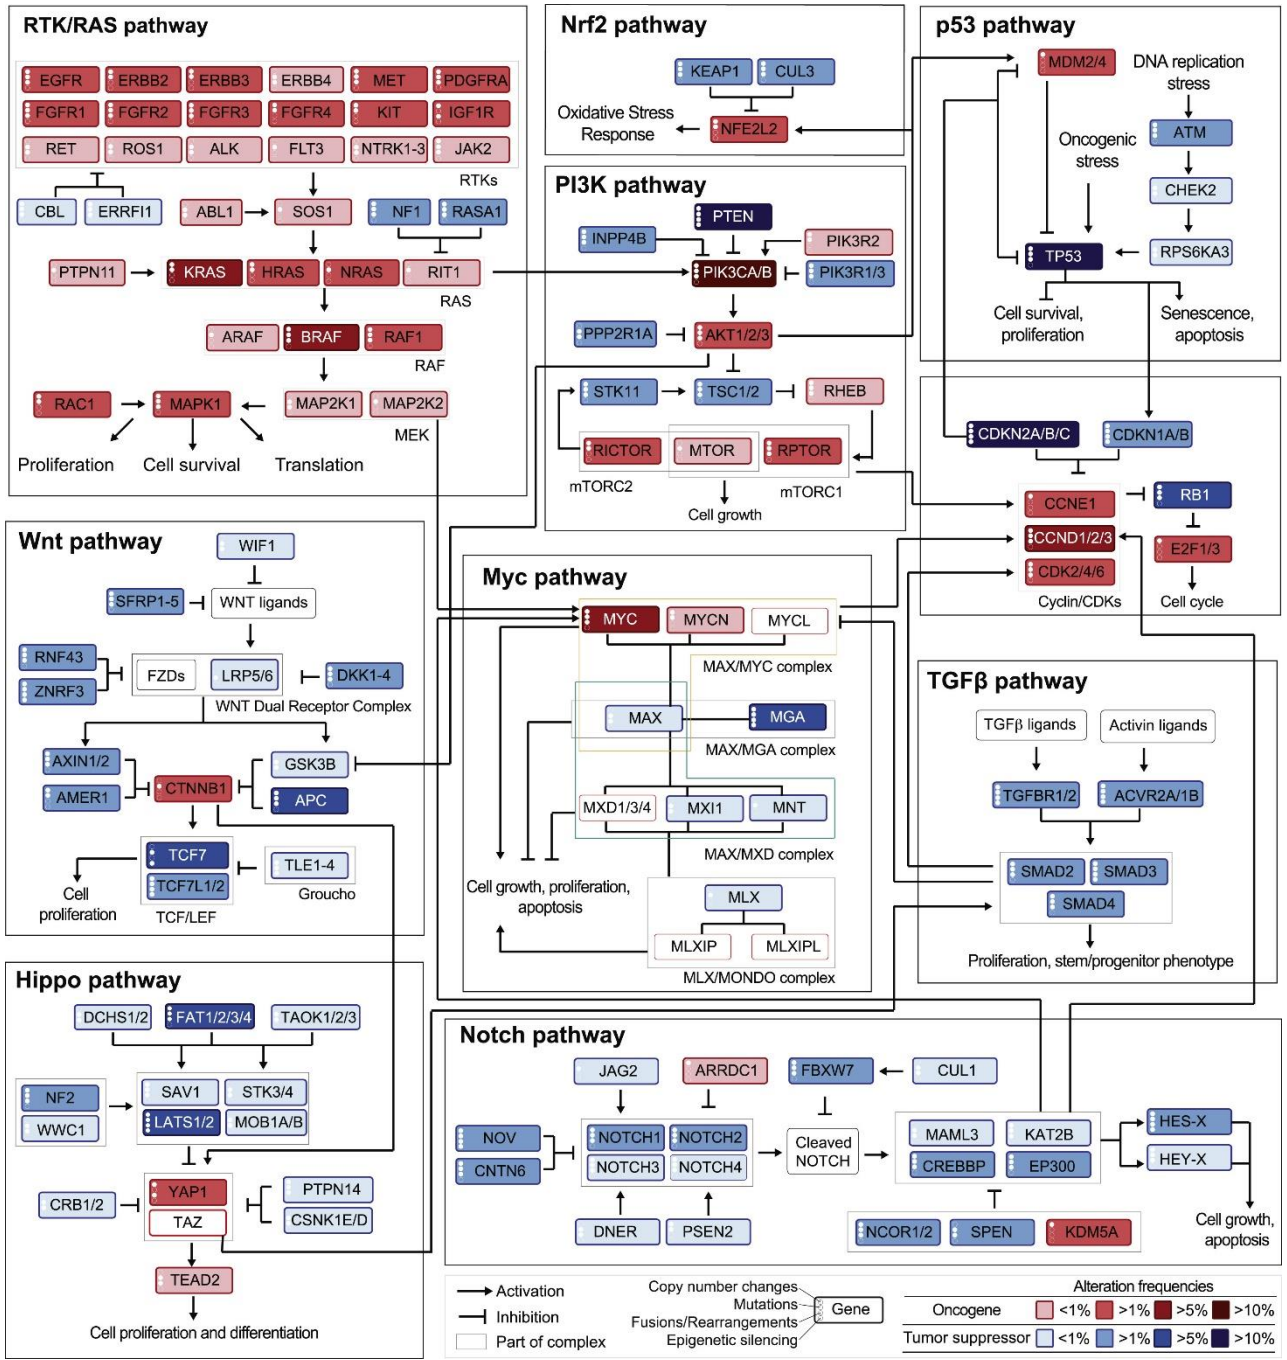 RTK/RAS pathway
EGFR ERBB2 ERBB3 ERBB4 MET PDGFRA
FGFR1 FGFR2 FGFR3 FGFR4 KIT IGF1R
RET ROS1 ALK FLT3 NTRK1-3 JAK2
RTKs
CBL ERRFI1 ABL1 SOS1 NF1 RASA1
PTPN11 KRAS HRAS NRAS RIT1
RAS
ARAF BRAF RAF1
RAF
RAC1 MAPK1 MAP2K1 MAP2K2
MEK
Proliferation Cell survival Translation
Nrf2 pathway
KEAP1 CUL3
Oxidative Stress
Response
NFE2L2
PI3K pathway
PTEN
INPP4B PIK3R2
PIK3CA/B PIK3R1/3
PPP2R1A AKT1/2/3
STK11 TSC1/2 RHEB
RICTOR MTOR RPTOR
mTORC2 mTORC1
Cell growth
p53 pathway
MDM2/4 DNA replication
stress
ATM
Oncogenic
stress
CHEK2
TP53 RPS6KA3
Cell survival,
proliferation
Senescence,
apoptosis
CDKN2A/B/C CDKN1A/B
CCNE1 RB1
CCND1/2/3
CDK2/4/6 E2F1/3
Cyclin/CDKs Cell cycle
Wnt pathway
WIF1
SFRP1-5 WNT ligands
RNF43
ZNRF3
FZDs LRP5/6 DKK1-4
WNT Dual Receptor Complex
AXIN1/2 GSK3B
AMER1 CTNNB1 APC
TCF7 TLE1-4
TCF7L1/2 Groucho
Cell
proliferation
TCF/LEF
Myc pathway
MYC MYCN MYCL
MAX/MYC complex
MAX MGA
MAX/MGA complex
MXD1/3/4 MXI1 MNT
MAX/MXD complex
Cell growth, proliferation,
apoptosis
MLX
MLXIP MLXIPL
MLX/MONDO complex
TGFβ pathway
TGFβ ligands Activin ligands
TGFBR1/2 ACVR2A/1B
SMAD2 SMAD3
SMAD4
Proliferation, stem/progenitor phenotype
Hippo pathway
DCHS1/2 FAT1/2/3/4 TAOK1/2/3
NF2 SAV1 STK3/4
WWC1 LATS1/2 MOB1A/B
YAP1 PTPN14
CRB1/2 TAZ CSNK1E/D
TEAD2
Cell proliferation and differentiation
Notch pathway
JAG2 ARRDC1 FBXW7 CUL1
NOV NOTCH1 NOTCH2 Cleaved
NOTCH
MAML3 KAT2B HES-X
CNTN6 NOTCH3 NOTCH4 CREBBP EP300 HEY-X
DNER PSEN2 NCOR1/2 SPEN KDM5A
Cell growth,
apoptosis
Activation
Inhibition
Part of complex
Copy number changes
Mutations
Fusions/Rearrangements
Epigenetic silencing
Gene
Alteration frequencies
Oncogene <1% >1% >5% >10%
Tumor suppressor <1% >1% >5% >10%